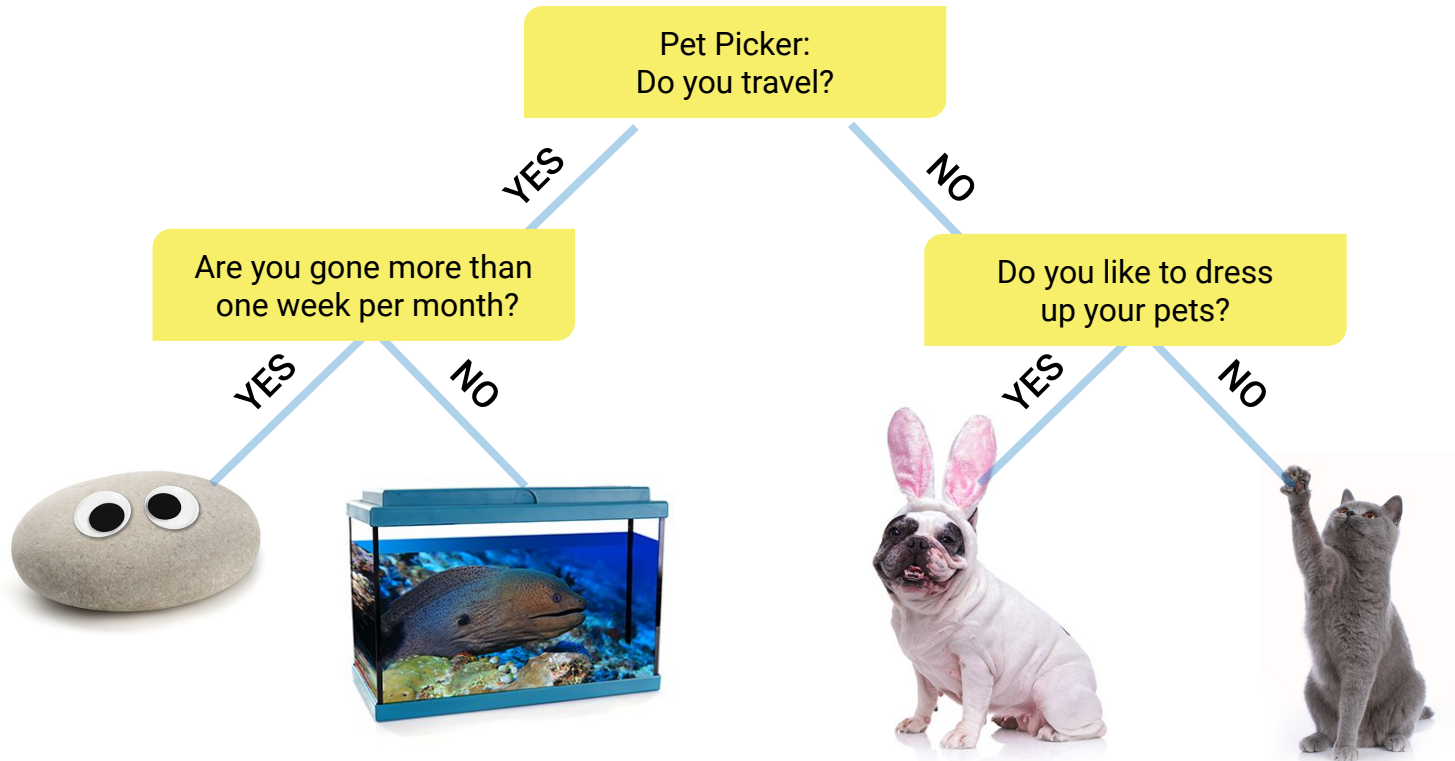 Pet Picker:
Do you travel?
YES
NO
Are you gone more than
one week per month?
Do you like to dress
up your pets?
YES
NO
YES
NO